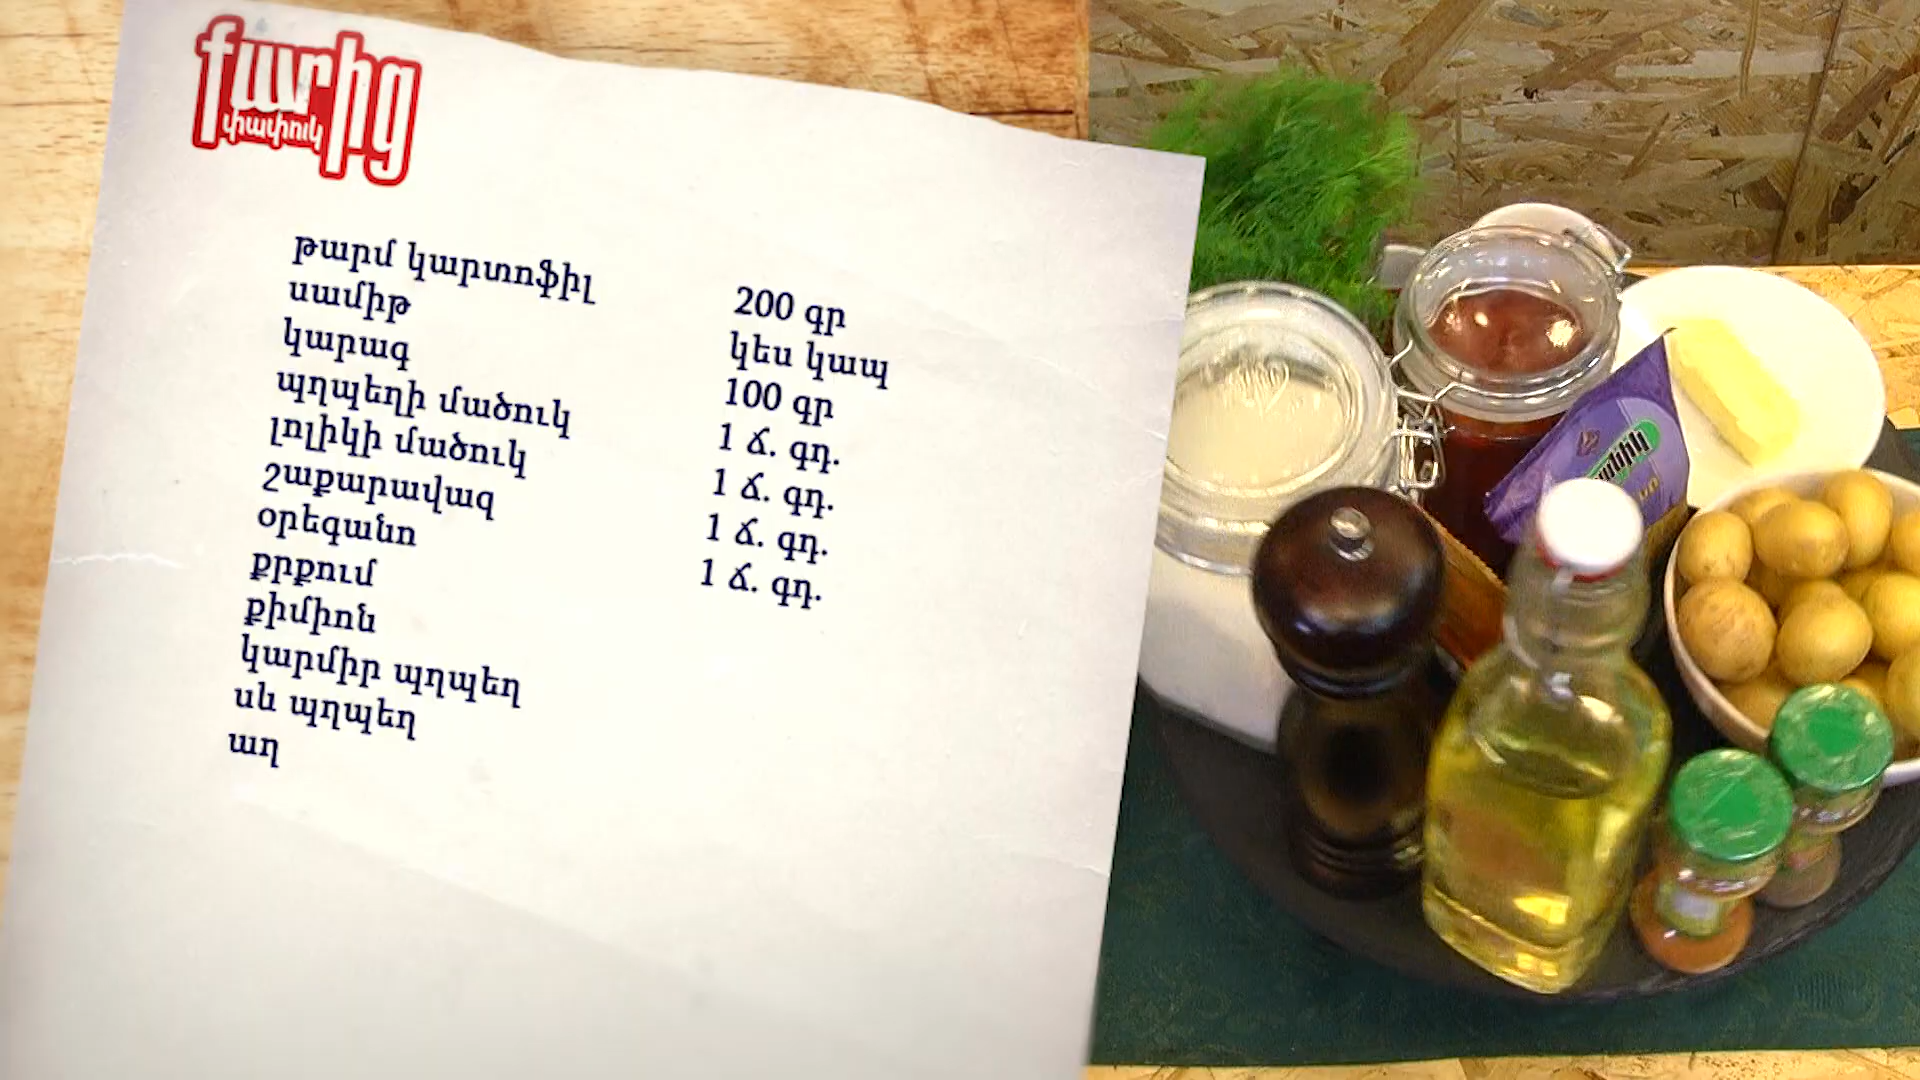 քարից
փափուկ
թարմ կարտոֆիլ 200 գր
սամիթ կես կապ
կարագ 100 գր
պղպեղի մածուկ 1 ճ. գդ.
լոլիկի մածուկ 1 ճ. գդ.
շաքարավազ 1 ճ. գդ.
օրեգանո 1 ճ. գդ.
քրքում
քիմիոն
կարմիր պղպեղ
սև պղպեղ
աղ